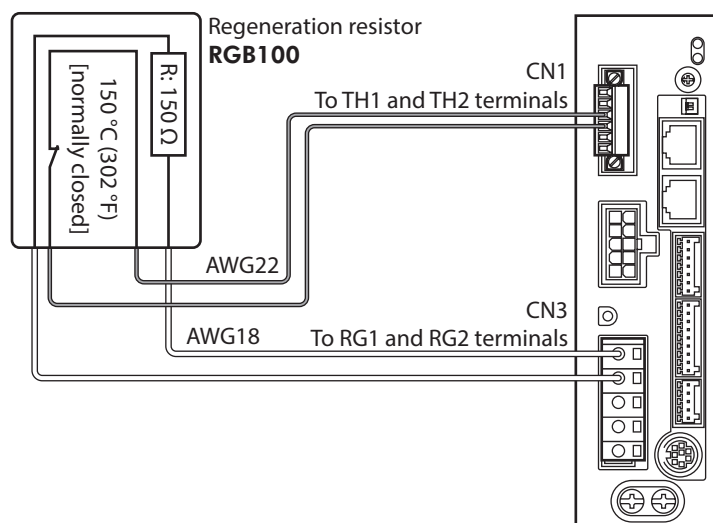 Regeneration resistor
RGB100
R: 150 Ω
150 °C (302 °F)
[normally closed]
CN1
To TH1 and TH2 terminals
AWG22
CN3
AWG18
To RG1 and RG2 terminals